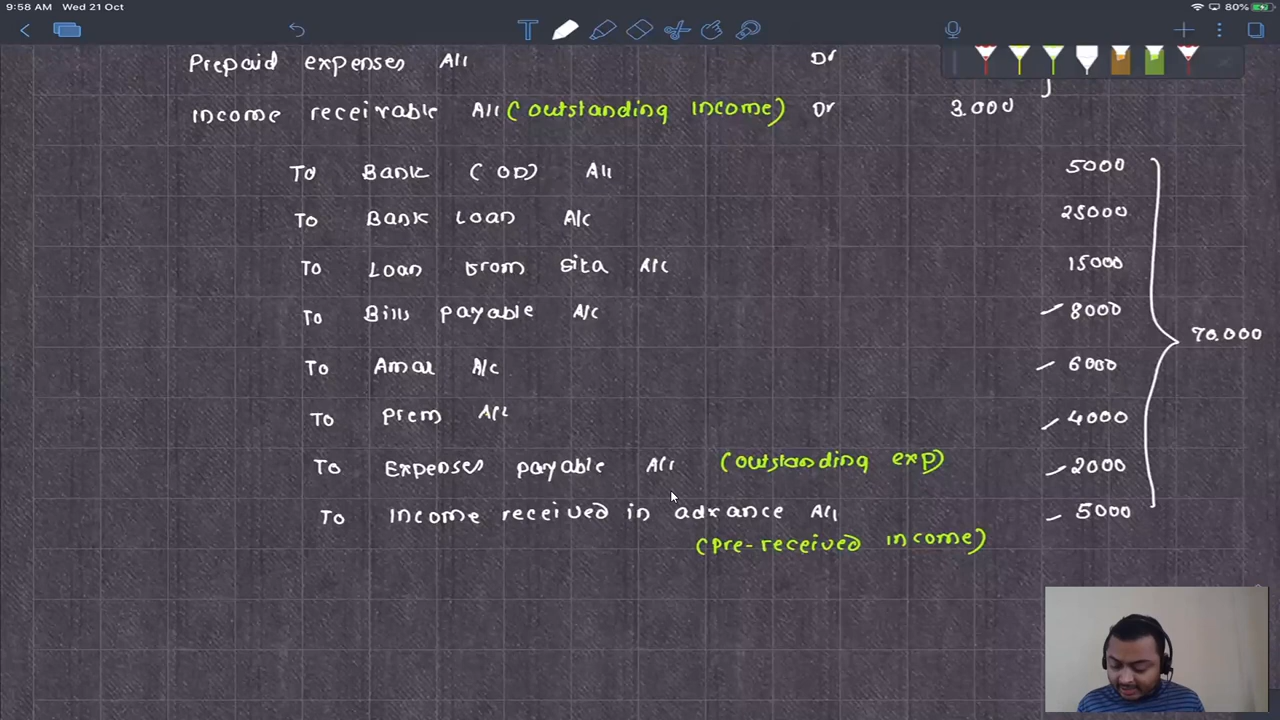 9:58 AM Wed 21 Oct 80%
Prepaid expenses A/c Dr
Income receivable A/c (outstanding income) Dr 3.000
To Bank (OD) A/c 5000
To Bank Loan A/c 25000
To Loan from Sita A/c 15000
To Bills payable A/c 8000
To Amar A/c 6000
To Prem A/c 4000
70.000
To Expenses payable A/c (outstanding exp) 2000
To Income received in advance A/c 5000
(pre-received income)